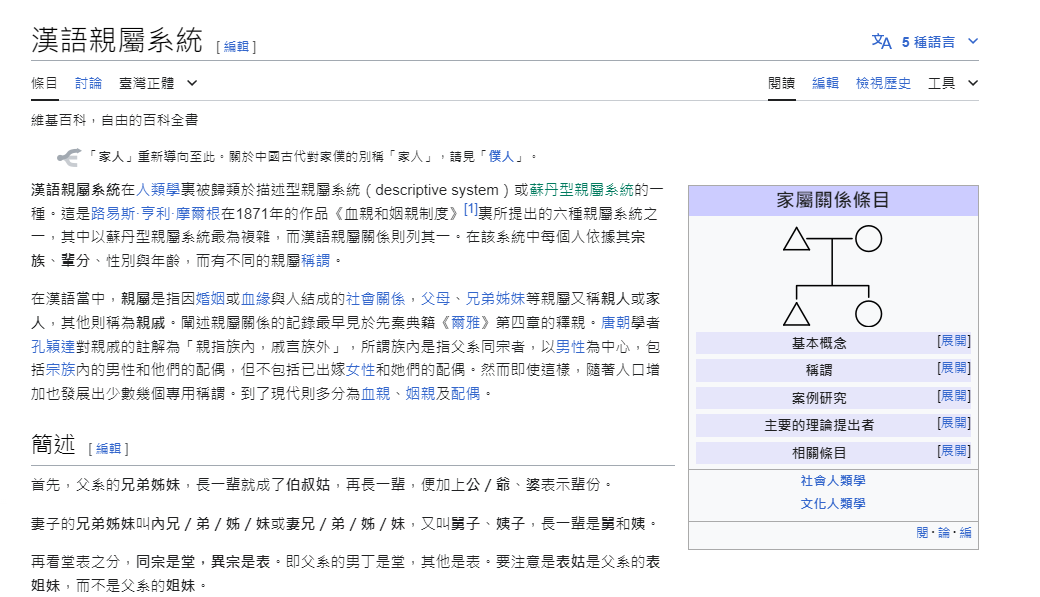 漢語親屬系統 [ 編輯 ]
文A 5 種語言
條目 討論 臺灣正體 閱讀 編輯 檢視歷史 工具
維基百科，自由的百科全書
「家人」重新導向至此。關於中國古代對家僕的別稱「家人」，請見「僕人」。
漢語親屬系統在人類學裏被歸類於描述型親屬系統（descriptive system）或蘇丹型親屬系統的一
種。這是路易斯·亨利·摩爾根在1871年的作品《血親和姻親制度》[1]裏所提出的六種親屬系統之
一，其中以蘇丹型親屬系統最為複雜，而漢語親屬關係則列其一。在該系統中每個人依據其宗
族、輩分、性別與年齡，而有不同的親屬稱謂。
在漢語當中，親屬是指因婚姻或血緣與人結成的社會關係，父母、兄弟姊妹等親屬又稱親人或家
人，其他則稱為親戚。闡述親屬關係的記錄最早見於先秦典籍《爾雅》第四章的釋親。唐朝學者
孔穎達對親戚的註解為「親指族內，戚言族外」，所謂族內是指父系同宗者，以男性為中心，包
括宗族內的男性和他們的配偶，但不包括已出嫁女性和她們的配偶。然而即使這樣，隨著人口增
加也發展出少數幾個專用稱謂。到了現代則多分為血親、姻親及配偶。
簡述 [ 編輯 ]
首先，父系的兄弟姊妹，長一輩就成了伯叔姑，再長一輩，便加上公／爺、婆表示輩份。
妻子的兄弟姊妹叫內兄／弟／姊／妹或妻兄／弟／姊／妹，又叫舅子、姨子，長一輩是舅和姨。
再看堂表之分，同宗是堂，異宗是表。即父系的男丁是堂，其他是表。要注意是表姑是父系的表
姐妹，而不是父系的姐妹。
家屬關係條目
基本概念 [展開]
稱謂 [展開]
案例研究 [展開]
主要的理論提出者 [展開]
相關條目 [展開]
社會人類學
文化人類學
閱·論·編